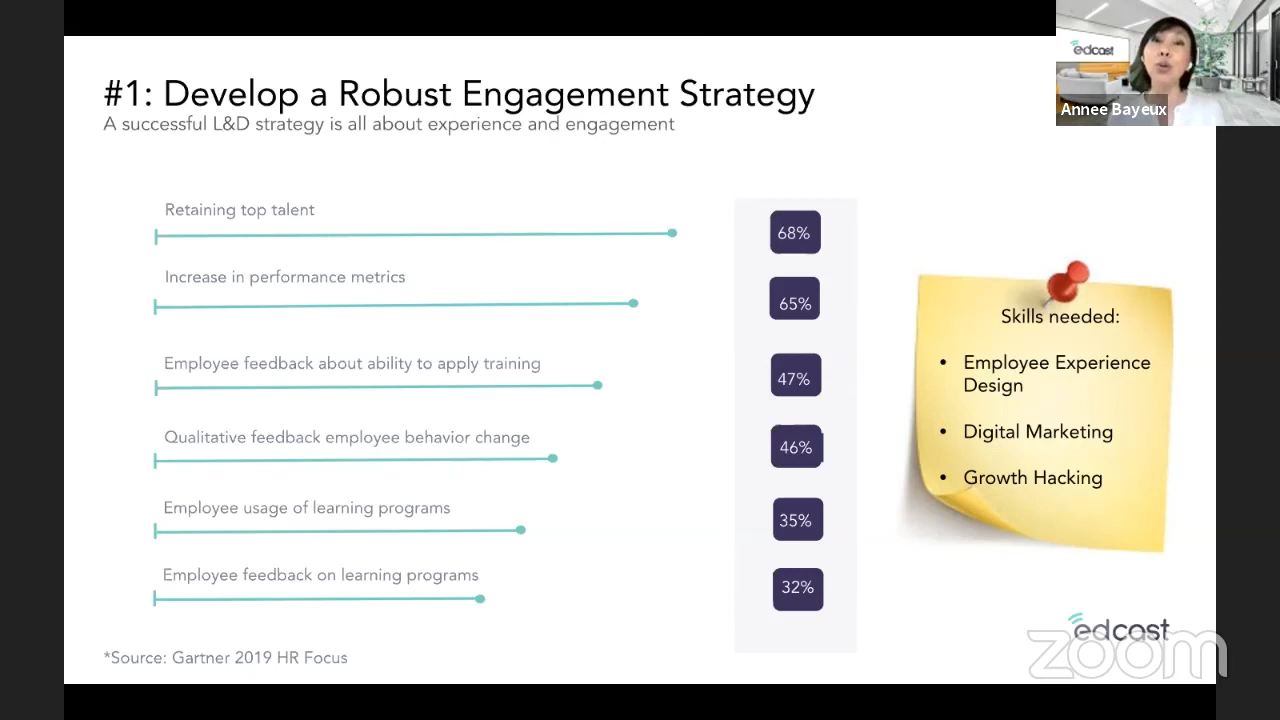 edcast
Annee Bayeux
#1: Develop a Robust Engagement Strategy
A successful L&D strategy is all about experience and engagement
Retaining top talent
68%
Increase in performance metrics
65%
Employee feedback about ability to apply training
47%
Qualitative feedback employee behavior change
46%
Employee usage of learning programs
35%
Employee feedback on learning programs
32%
Skills needed:
• Employee Experience
Design
• Digital Marketing
• Growth Hacking
edcast
zoom
*Source: Gartner 2019 HR Focus